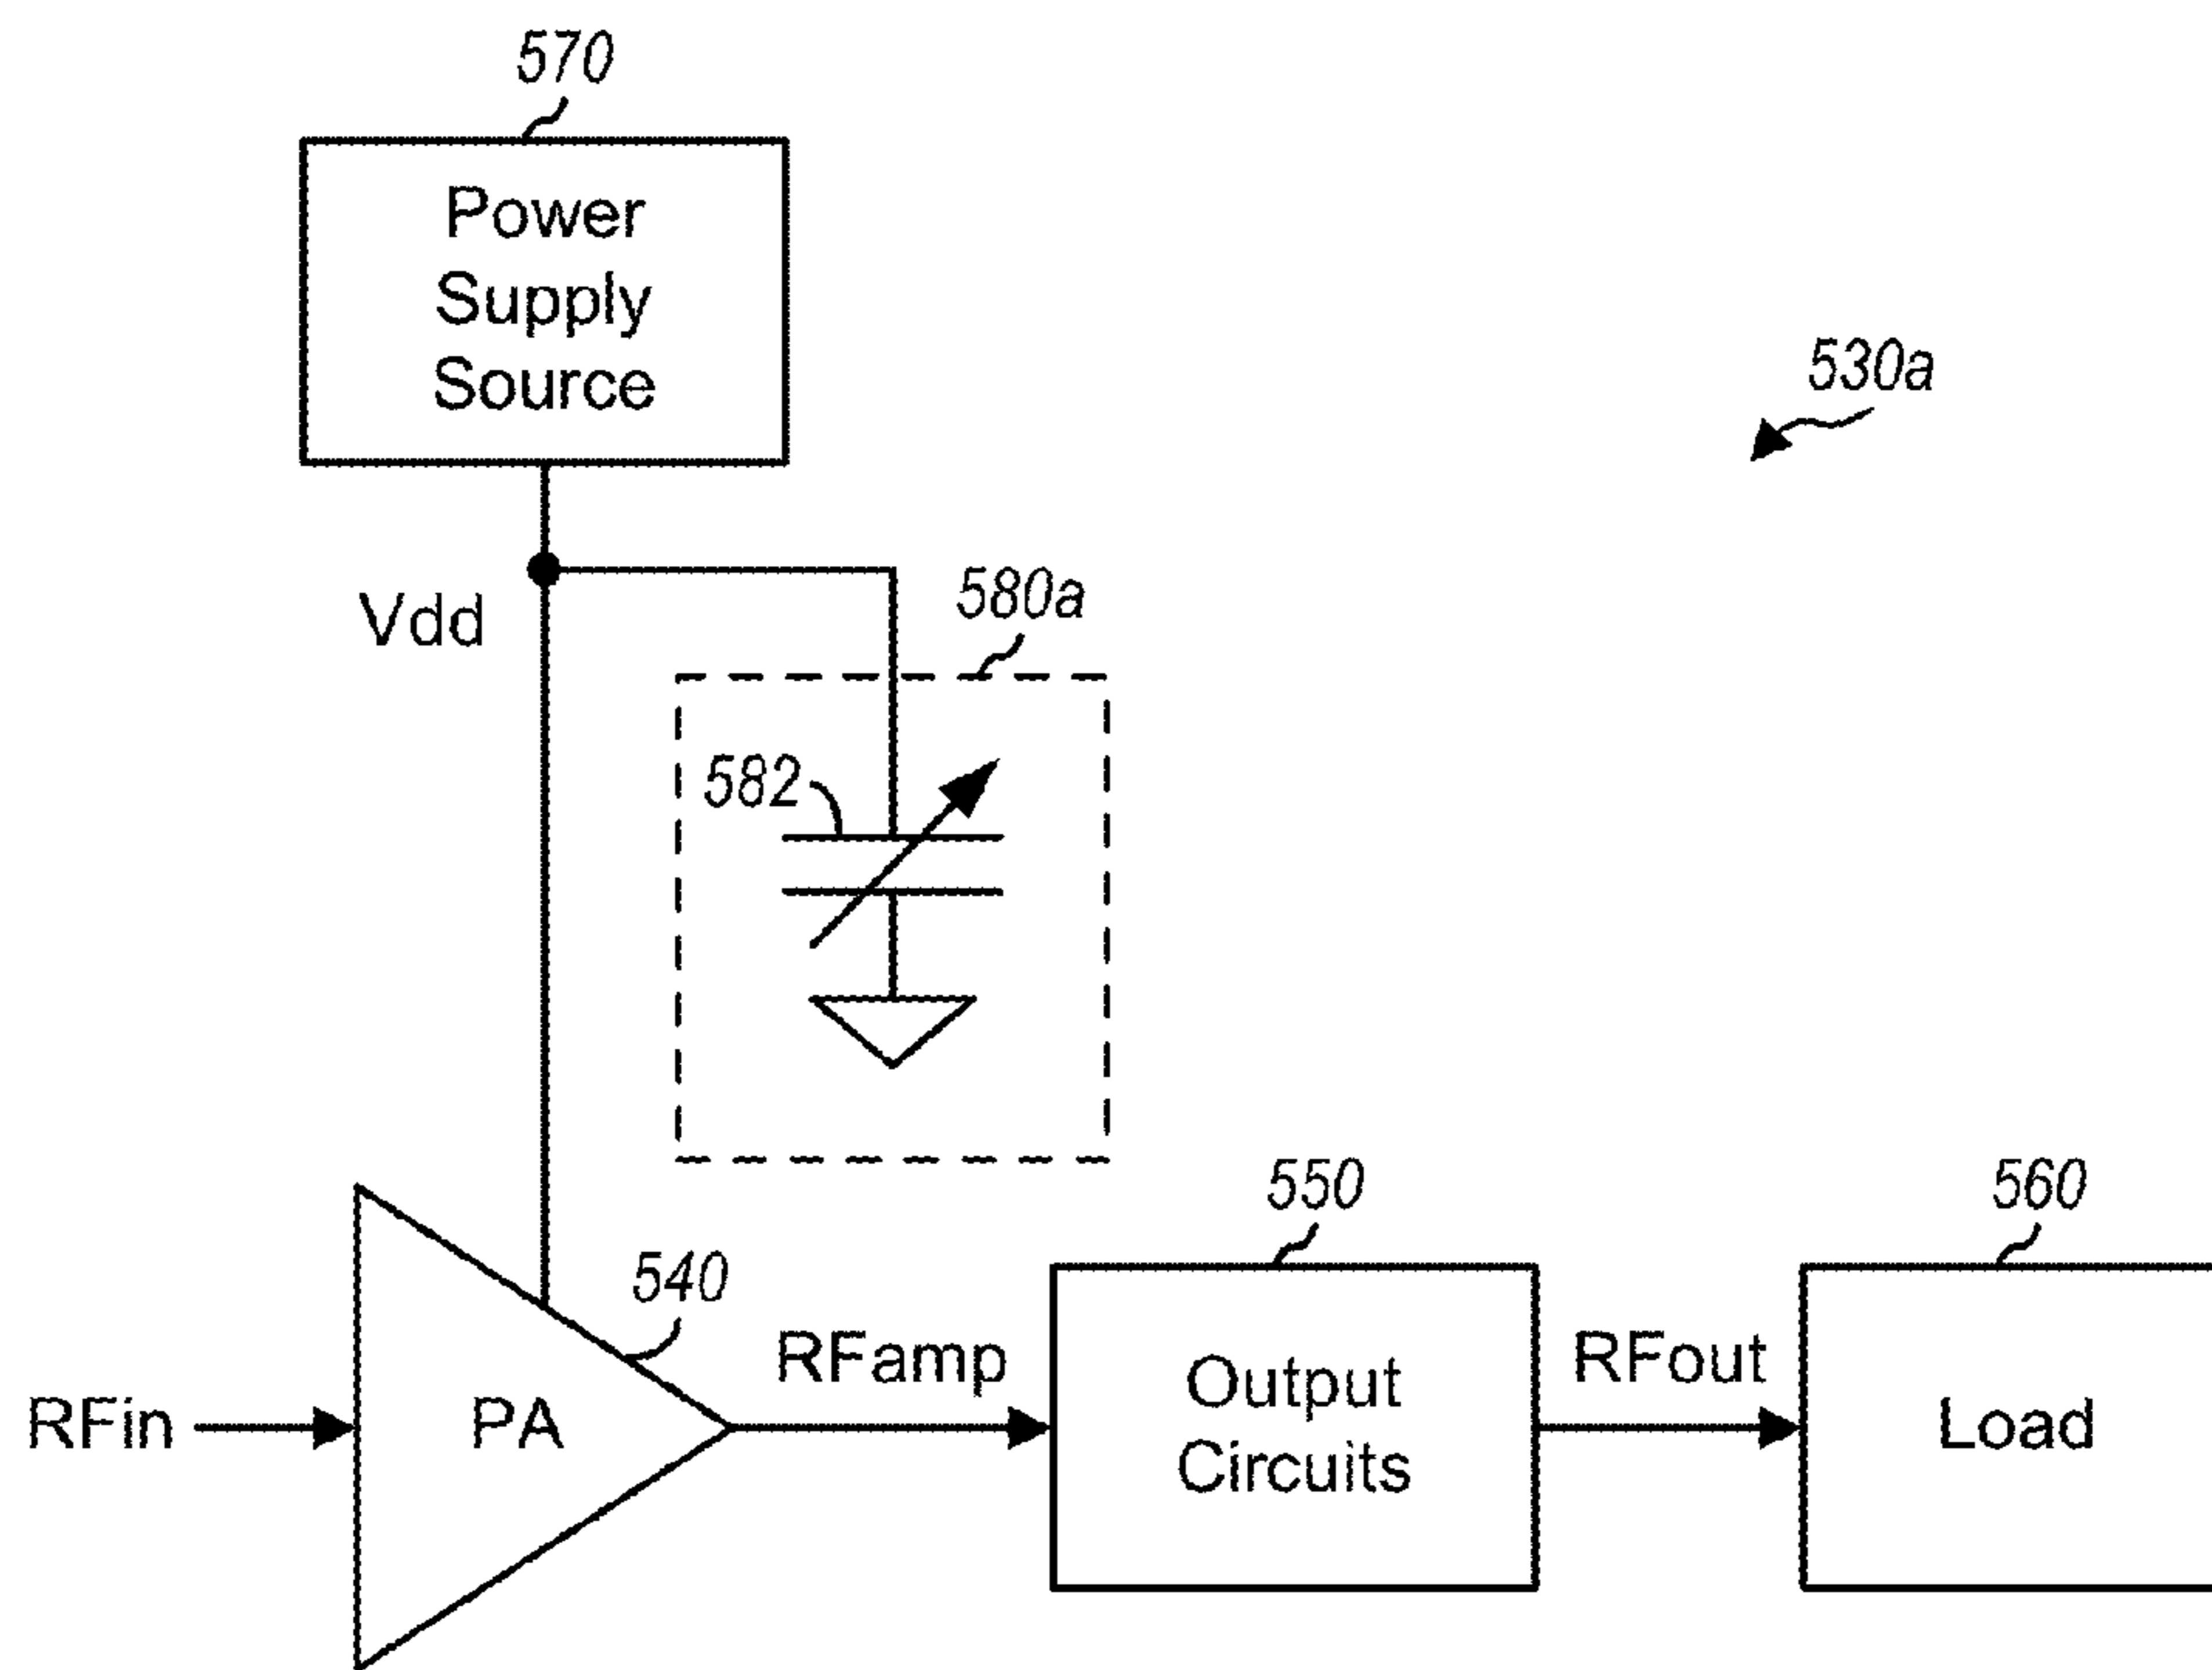 570
Power
Supply
Source
530a
Vdd
580a
582
550
560
540
RFamp
RFout
RFin
PA
Output
Circuits
Load